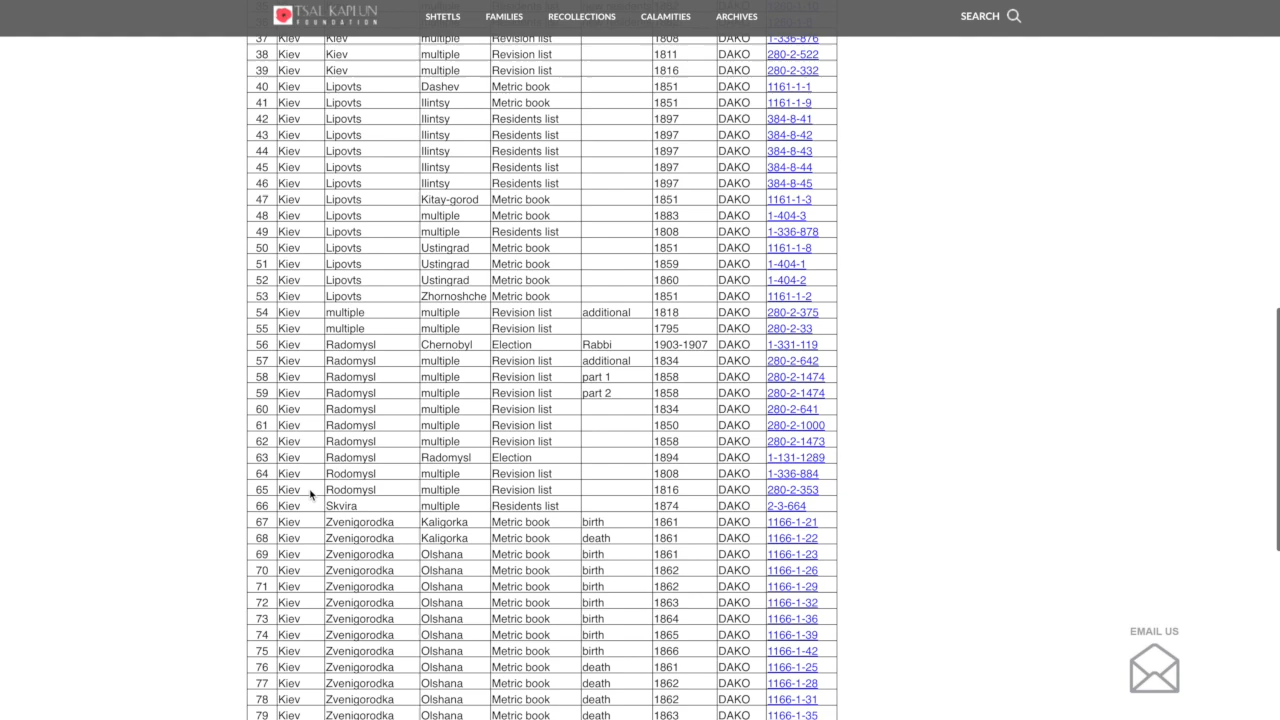 TSAL KAPLUN
FOUNDATION
SHTETLS FAMILIES RECOLLECTIONS CALAMITIES ARCHIVES SEARCH
37 Kiev Kiev multiple Revision list 1808 1-336-876
38 Kiev Kiev multiple Revision list 1811 DAKO 280-2-522
39 Kiev Kiev multiple Revision list 1816 DAKO 280-2-332
40 Kiev Lipovts Dashev Metric book 1851 DAKO 1161-1-1
41 Kiev Lipovts Ilintsy Metric book 1851 DAKO 1161-1-9
42 Kiev Lipovts Ilintsy Residents list 1897 DAKO 384-8-41
43 Kiev Lipovts Ilintsy Residents list 1897 DAKO 384-8-42
44 Kiev Lipovts Ilintsy Residents list 1897 DAKO 384-8-43
45 Kiev Lipovts Ilintsy Residents list 1897 DAKO 384-8-44
46 Kiev Lipovts Ilintsy Residents list 1897 DAKO 384-8-45
47 Kiev Lipovts Kitay-gorod Metric book 1851 DAKO 1161-1-3
48 Kiev Lipovts multiple Metric book 1883 DAKO 1-404-3
49 Kiev Lipovts multiple Residents list 1808 DAKO 1-336-878
50 Kiev Lipovts Ustingrad Metric book 1851 DAKO 1161-1-8
51 Kiev Lipovts Ustingrad Metric book 1859 DAKO 1-404-1
52 Kiev Lipovts Ustingrad Metric book 1860 DAKO 1-404-2
53 Kiev Lipovts Zhornoshche Metric book 1851 DAKO 1161-1-2
54 Kiev multiple multiple Revision list additional 1818 DAKO 280-2-375
55 Kiev multiple multiple Revision list 1795 DAKO 280-2-33
56 Kiev Radomysl Chernobyl Election Rabbi 1903-1907 DAKO 1-331-119
57 Kiev Radomysl multiple Revision list additional 1834 DAKO 280-2-642
58 Kiev Radomysl multiple Revision list part 1 1858 DAKO 280-2-1474
59 Kiev Radomysl multiple Revision list part 2 1858 DAKO 280-2-1474
60 Kiev Radomysl multiple Revision list 1834 DAKO 280-2-641
61 Kiev Radomysl multiple Revision list 1850 DAKO 280-2-1000
62 Kiev Radomysl multiple Revision list 1858 DAKO 280-2-1473
63 Kiev Radomysl Radomysl Election 1894 DAKO 1-131-1289
64 Kiev Rodomysl multiple Revision list 1808 DAKO 1-336-884
65 Kiev Rodomysl multiple Revision list 1816 DAKO 280-2-353
66 Kiev Skvira multiple Residents list 1874 DAKO 2-3-664
67 Kiev Zvenigorodka Kaligorka Metric book birth 1861 DAKO 1166-1-21
68 Kiev Zvenigorodka Kaligorka Metric book death 1861 DAKO 1166-1-22
69 Kiev Zvenigorodka Olshana Metric book birth 1861 DAKO 1166-1-23
70 Kiev Zvenigorodka Olshana Metric book birth 1862 DAKO 1166-1-26
71 Kiev Zvenigorodka Olshana Metric book birth 1862 DAKO 1166-1-29
72 Kiev Zvenigorodka Olshana Metric book birth 1863 DAKO 1166-1-32
73 Kiev Zvenigorodka Olshana Metric book birth 1864 DAKO 1166-1-36
74 Kiev Zvenigorodka Olshana Metric book birth 1865 DAKO 1166-1-39
75 Kiev Zvenigorodka Olshana Metric book birth 1866 DAKO 1166-1-42
76 Kiev Zvenigorodka Olshana Metric book death 1861 DAKO 1166-1-25
77 Kiev Zvenigorodka Olshana Metric book death 1862 DAKO 1166-1-28
78 Kiev Zvenigorodka Olshana Metric book death 1862 DAKO 1166-1-31
79 Kiev Zvenigorodka Olshana Metric book death 1863 DAKO 1166-1-35
EMAIL US